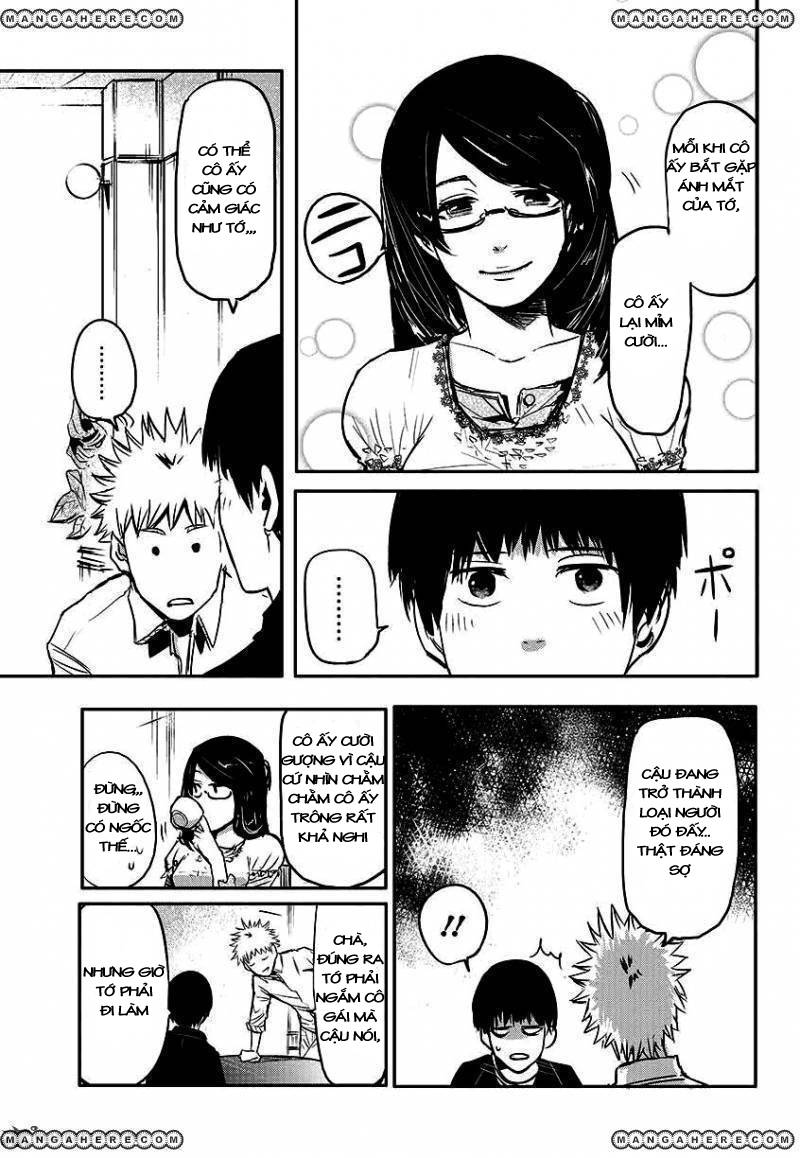 MANGAHERE.COM
MANGAHERE.COM
MỖI KHI CÔ
ẤY BẮT GẶP
ÁNH MẮT
CỦA TỚ,
CÔ ẤY
LẠI MỈM
CƯỜI...
ニコ
CÓ THỂ
CÔ ẤY
CŨNG CÓ
CẢM GIÁC
NHƯ TỚ,,,
......
ポー
......
CẬU ĐANG
TRỞ THÀNH
LOẠI NGƯỜI
ĐÓ ĐẤY..
THẬT ĐÁNG
SỢ
!!
CÔ ẤY CƯỜI
GƯỢNG VÌ CẬU
CỨ NHÌN CHẰM
CHẰM CÔ ẤY
TRÔNG RẤT
KHẢ NGHI
ĐỪNG,,
ĐỪNG
CÓ NGỐC
THẾ...
CHÀ,
ĐÚNG RA
TỚ PHẢI
NGẮM CÔ
GÁI MÀ
CẬU NÓI,
NHƯNG GIỜ
TỚ PHẢI
ĐI LÀM
MANGAHERE.COM
MANGAHERE.COM